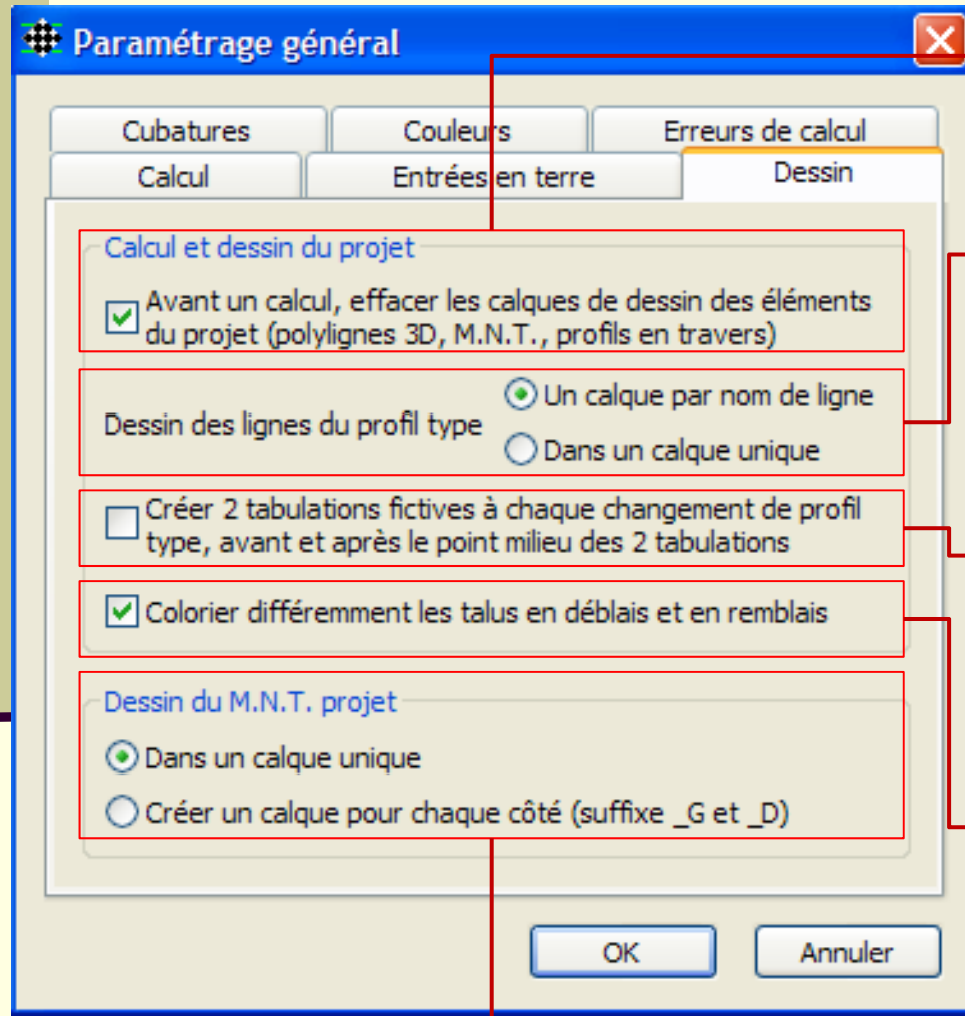 Paramétrage général
Cubatures
Couleurs
Erreurs de calcul
Calcul
Entrées en terre
Dessin
Calcul et dessin du projet
Avant un calcul, effacer les calques de dessin des éléments
du projet (polylignes 3D, M.N.T., profils en travers)
Dessin des lignes du profil type
Un calque par nom de ligne
Dans un calque unique
Créer 2 tabulations fictives à chaque changement de profil
type, avant et après le point milieu des 2 tabulations
Colorier différemment les talus en déblais et en remblais
Dessin du M.N.T. projet
Dans un calque unique
Créer un calque pour chaque côté (suffixe _G et _D)
OK
Annuler